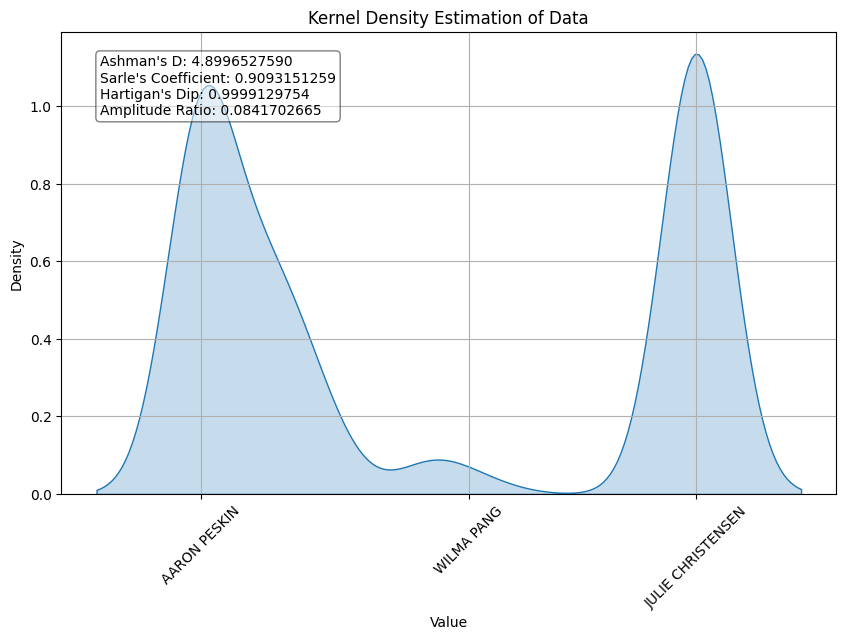 Kernel Density Estimation of Data
Ashman's D: 4.8996527590
Sarle's Coefficient: 0.9093151259
Hartigan's Dip: 0.9999129754
Amplitude Ratio: 0.0841702665
1.0
0.8
0.6
0.4
0.2
0.0
Density
AARON PESKIN
WILMA PANG
JULIE CHRISTENSEN
Value